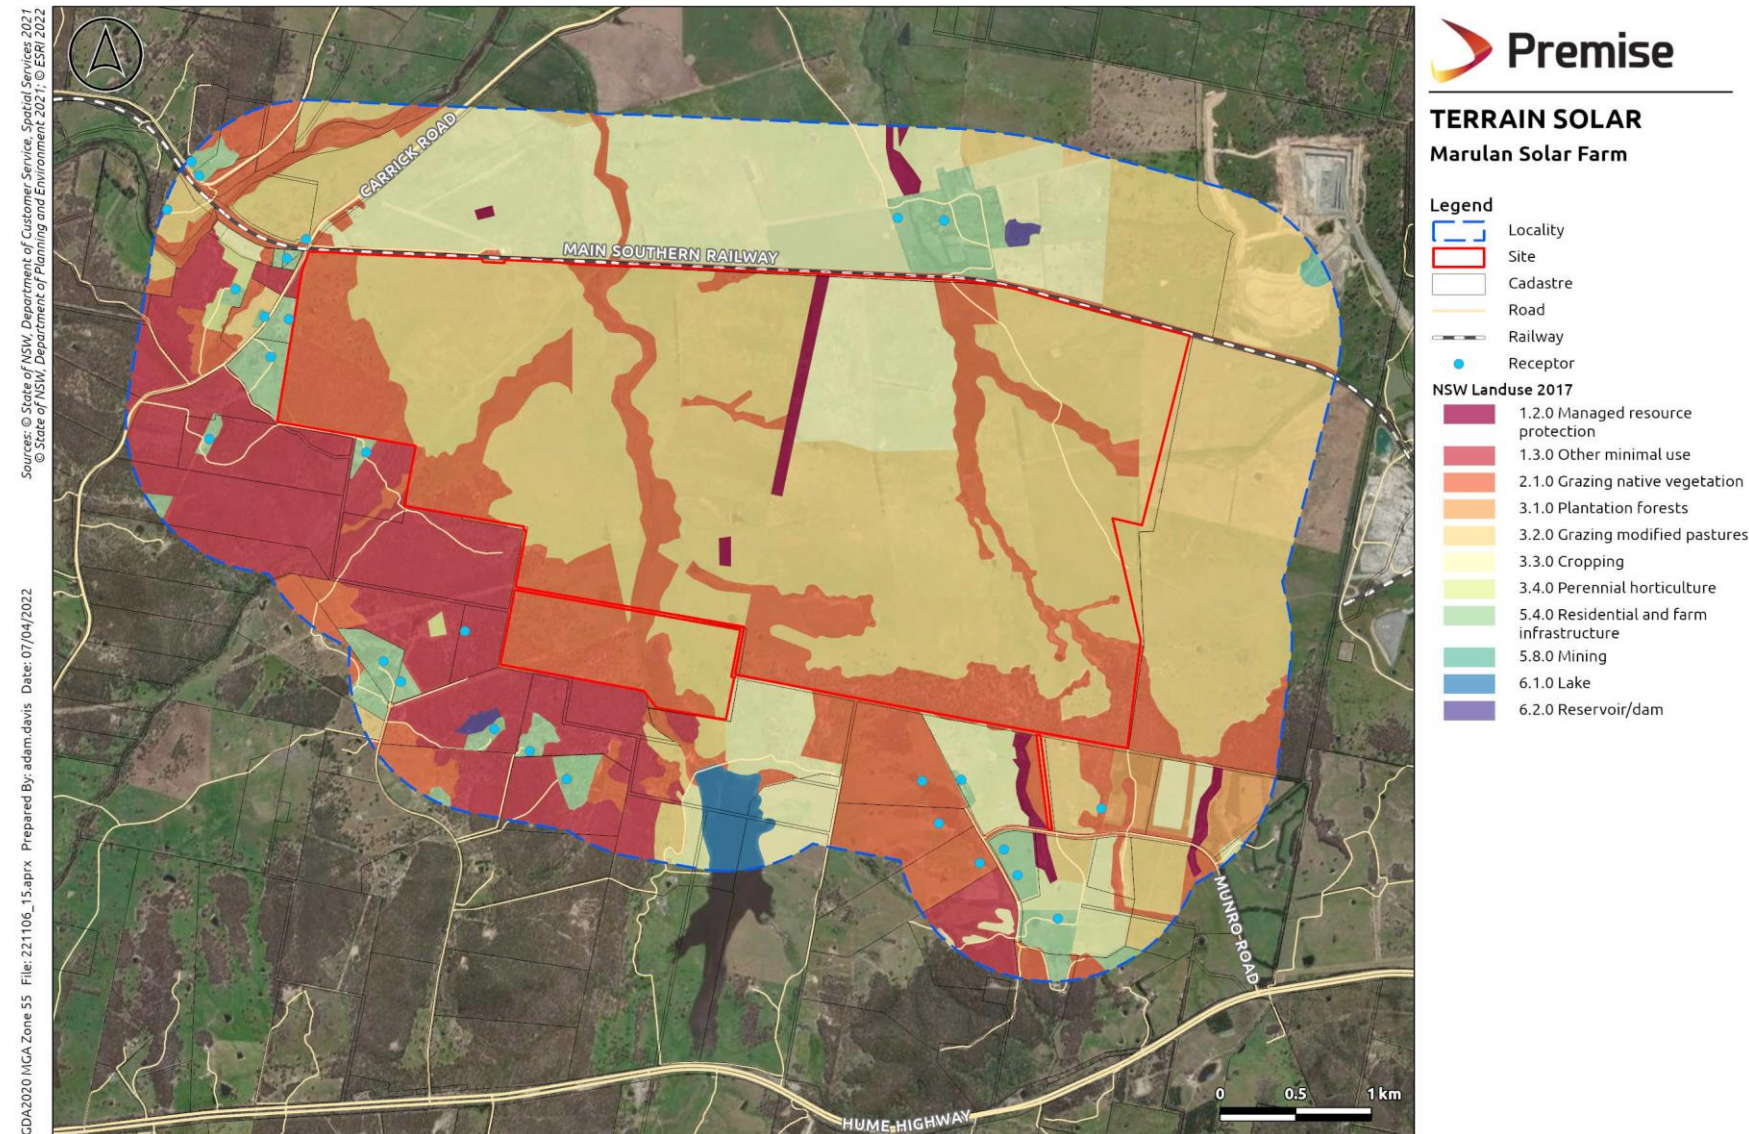 Sources: © State of NSW, Department of Customer Service, Spatial Services 2021
© State of NSW, Department of Planning and Environment 2021; © ESRI 2022
GDA2020 MGA Zone 55 File: 221106_15.aprx Prepared By: adam.davis Date: 07/04/2022
CARRICK ROAD
MAIN SOUTHERN RAILWAY
MUNRO ROAD
HUME HIGHWAY
0 0.5 1 km
Premise
TERRAIN SOLAR
Marulan Solar Farm
Legend
Locality
Site
Cadastre
Road
Railway
Receptor
NSW Landuse 2017
1.2.0 Managed resource
protection
1.3.0 Other minimal use
2.1.0 Grazing native vegetation
3.1.0 Plantation forests
3.2.0 Grazing modified pastures
3.3.0 Cropping
3.4.0 Perennial horticulture
5.4.0 Residential and farm
infrastructure
5.8.0 Mining
6.1.0 Lake
6.2.0 Reservoir/dam